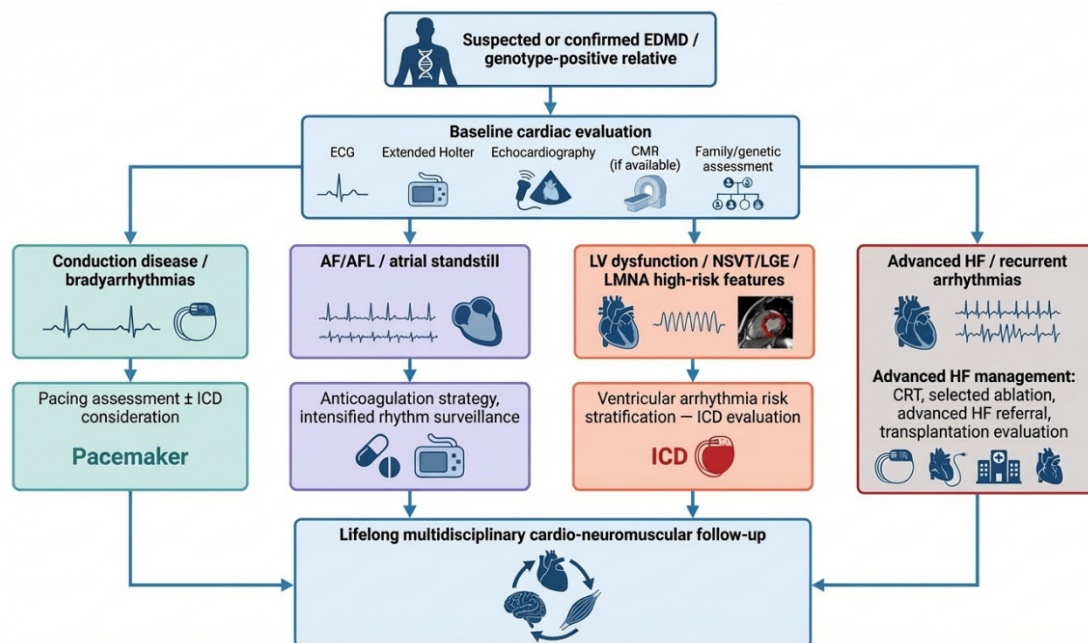 Suspected or confirmed EDMD /
genotype-positive relative
Baseline cardiac evaluation
ECG
Extended Holter
Echocardiography
CMR
(if available)
Family/genetic
assessment
Conduction disease /
bradyarrhythmias
Pacing assessment ± ICD
consideration
Pacemaker
AF/AFL / atrial standstill
Anticoagulation strategy,
intensified rhythm surveillance
LV dysfunction / NSVT/LGE /
LMNA high-risk features
Ventricular arrhythmia risk
stratification — ICD evaluation
ICD
Advanced HF / recurrent
arrhythmias
Advanced HF management:
CRT, selected ablation,
advanced HF referral,
transplantation evaluation
Lifelong multidisciplinary cardio-neuromuscular follow-up